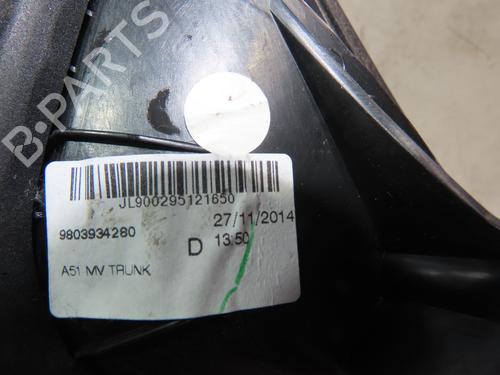 B-PARTS
JL900295121650
9803934280
27/11/2014
D 13:50
A51 MV TRUNK